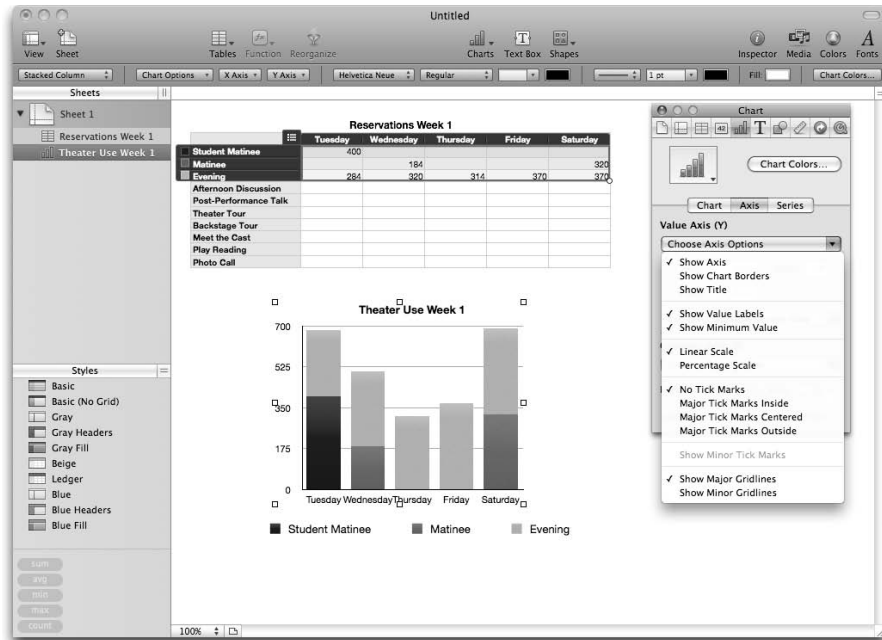 Untitled
View Sheet Tables Function Reorganize Charts Text Box Shapes Inspector Media Colors Fonts
Stacked Column Chart Options X Axis Y Axis Helvetica Neue Regular 1 pt Fill: Chart Colors...
Sheets
Sheet 1
Reservations Week 1
Theater Use Week 1
Reservations Week 1
Tuesday Wednesday Thursday Friday Saturday
Student Matinee 400
Matinee 184 320
Evening 284 320 314 370 370
Afternoon Discussion
Post-Performance Talk
Theater Tour
Backstage Tour
Meet the Cast
Play Reading
Photo Call
Theater Use Week 1
700
525
350
175
0
Tuesday Wednesday Thursday Friday Saturday
Student Matinee Matinee Evening
Chart
42 T
Chart Colors...
Chart Axis Series
Value Axis (Y)
Choose Axis Options
✓ Show Axis
Show Chart Borders
Show Title
✓ Show Value Labels
✓ Show Minimum Value
✓ Linear Scale
Percentage Scale
✓ No Tick Marks
Major Tick Marks Inside
Major Tick Marks Centered
Major Tick Marks Outside
Show Minor Tick Marks
✓ Show Major Gridlines
Show Minor Gridlines
Styles
Basic
Basic (No Grid)
Gray
Gray Headers
Gray Fill
Beige
Ledger
Blue
Blue Headers
Blue Fill
sum
avg
min
max
count
100%